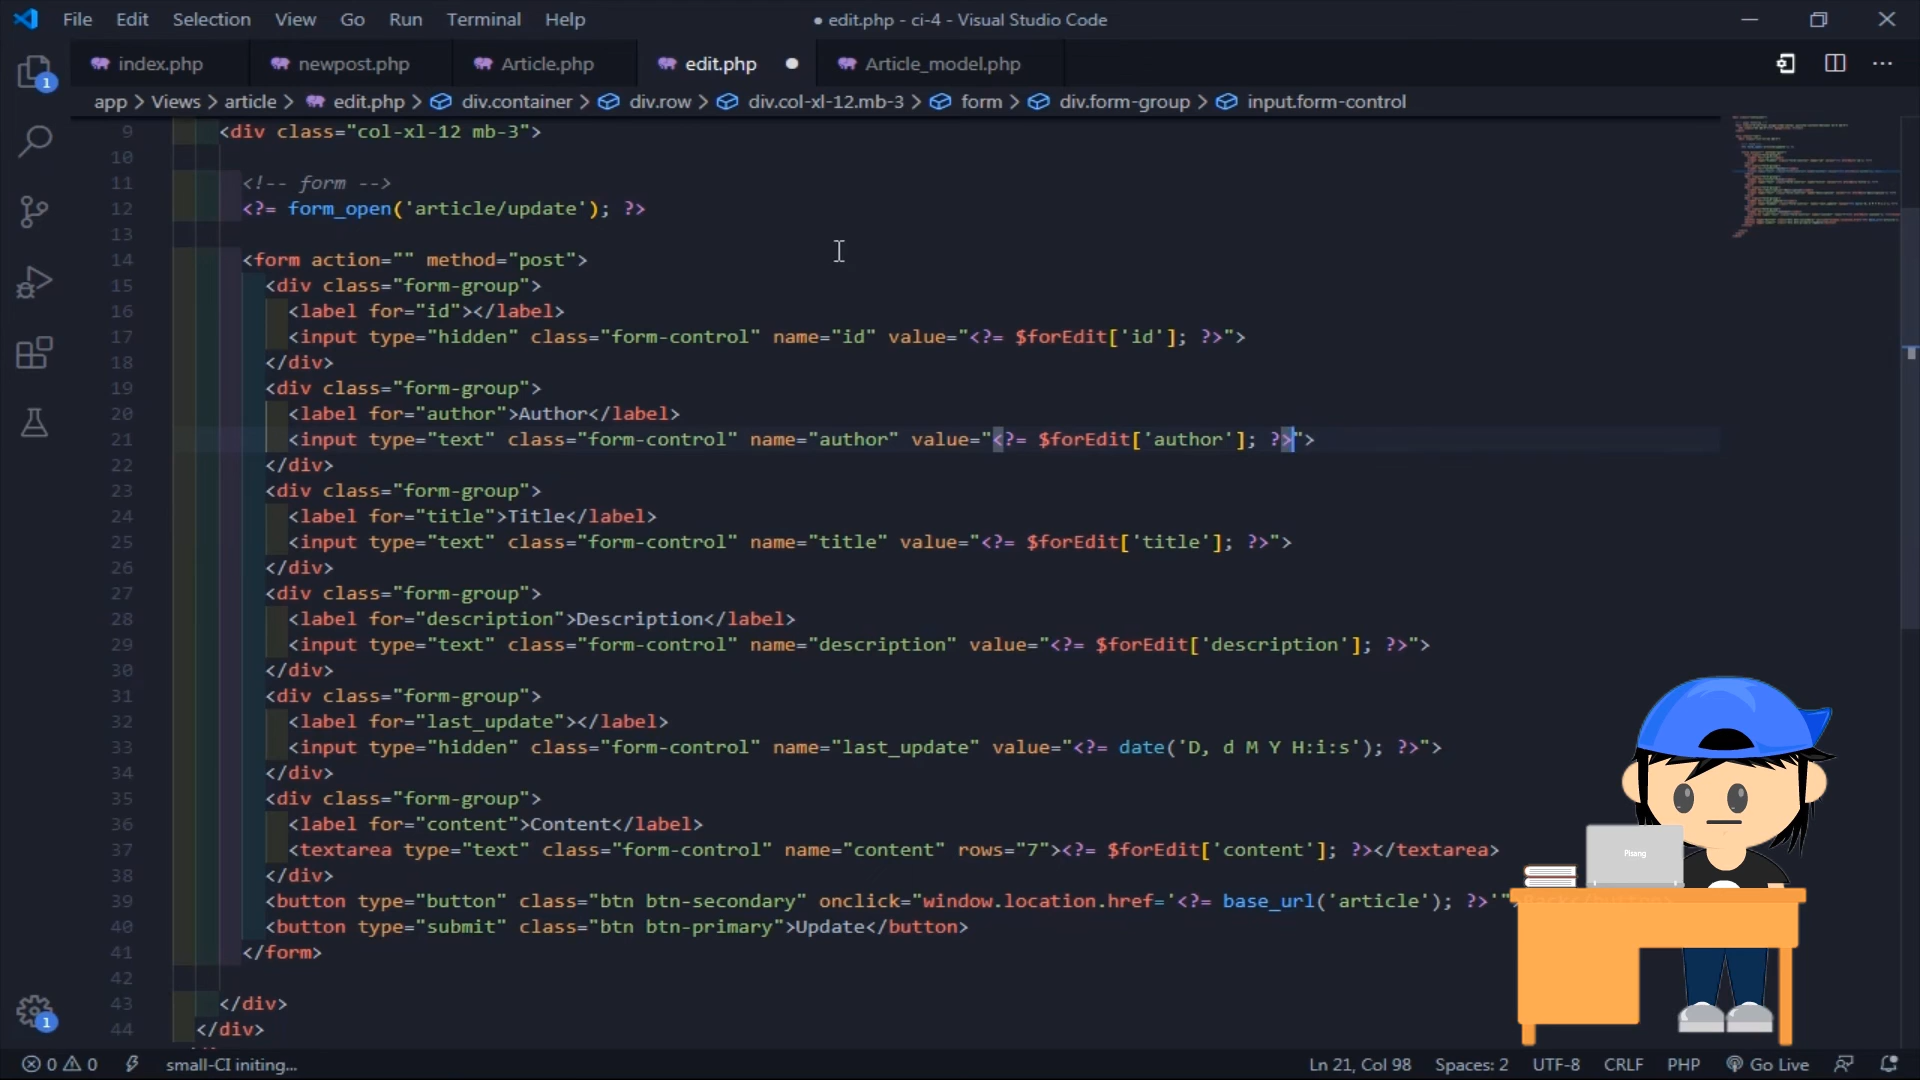 File Edit Selection View Go Run Terminal Help ● edit.php - ci-4 - Visual Studio Code
index.php newpost.php Article.php edit.php Article_model.php
1
app > Views > article > edit.php > div.container > div.row > div.col-xl-12.mb-3 > form > div.form-group > input.form-control
9 <div class="col-xl-12 mb-3">
10
11 <!-- form -->
12 <?= form_open('article/update'); ?>
13
14 <form action="" method="post">
15 <div class="form-group">
16 <label for="id"></label>
17 <input type="hidden" class="form-control" name="id" value="<?= $forEdit['id']; ?>">
18 </div>
19 <div class="form-group">
20 <label for="author">Author</label>
21 <input type="text" class="form-control" name="author" value="<?= $forEdit['author']; ?>">
22 </div>
23 <div class="form-group">
24 <label for="title">Title</label>
25 <input type="text" class="form-control" name="title" value="<?= $forEdit['title']; ?>">
26 </div>
27 <div class="form-group">
28 <label for="description">Description</label>
29 <input type="text" class="form-control" name="description" value="<?= $forEdit['description']; ?>">
30 </div>
31 <div class="form-group">
32 <label for="last_update"></label>
33 <input type="hidden" class="form-control" name="last_update" value="<?= date('D, d M Y H:i:s'); ?>">
34 </div>
35 <div class="form-group">
36 <label for="content">Content</label>
37 <textarea type="text" class="form-control" name="content" rows="7"><?= $forEdit['content']; ?></textarea>
38 </div>
39 <button type="button" class="btn btn-secondary" onclick="window.location.href='<?= base_url('article'); ?>'"
40 <button type="submit" class="btn btn-primary">Update</button>
41 </form>
42
43 </div>
44 </div>
Pisang
1
0 0 small-CI initing... Ln 21, Col 98 Spaces: 2 UTF-8 CRLF PHP Go Live